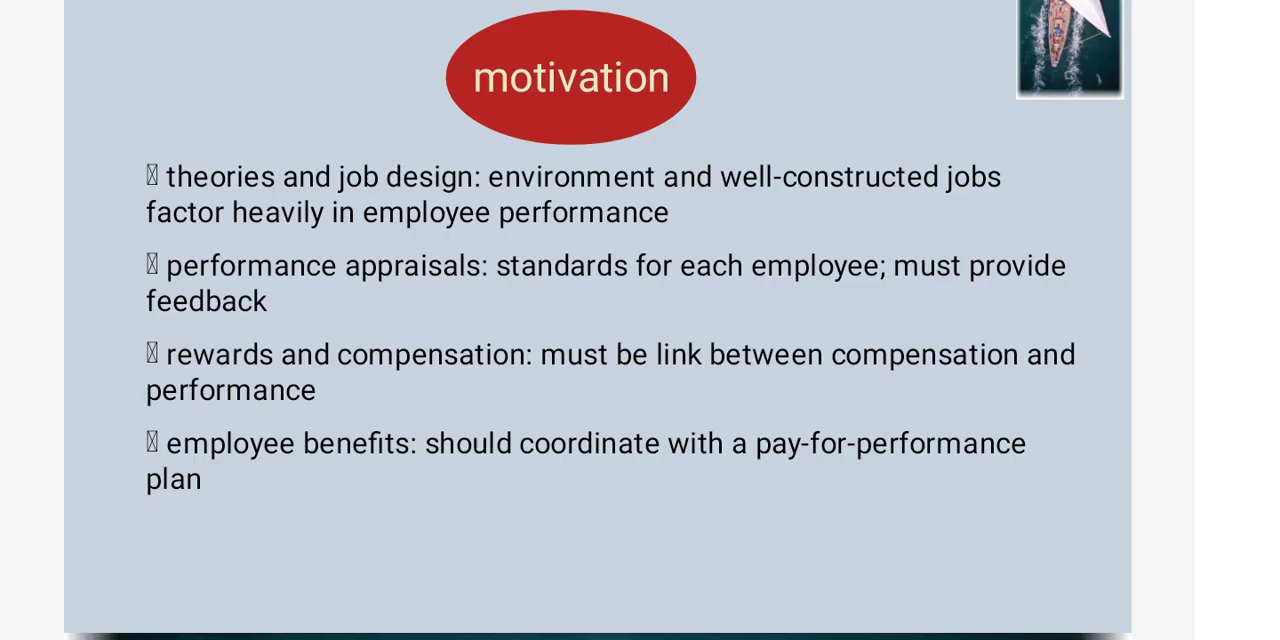 motivation
theories and job design: environment and well-constructed jobs
factor heavily in employee performance
performance appraisals: standards for each employee; must provide
feedback
rewards and compensation: must be link between compensation and
performance
employee benefits: should coordinate with a pay-for-performance
plan